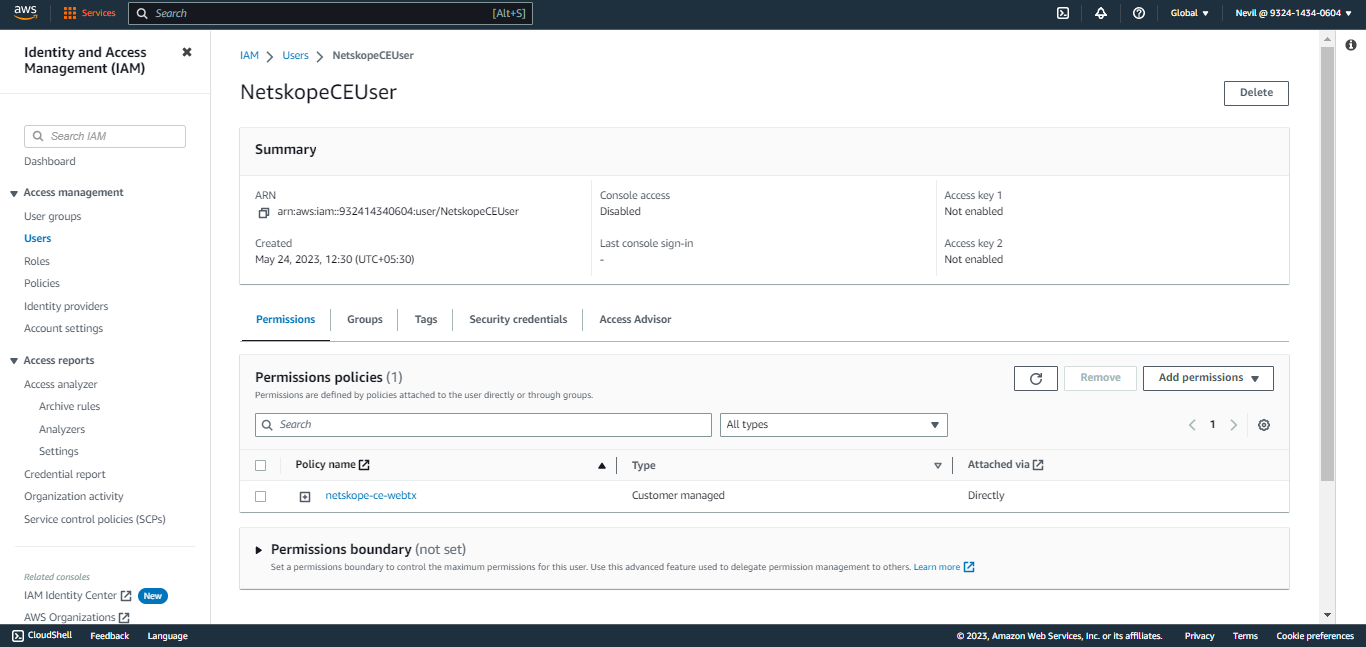 aws Services Search [Alt+S] Global Nevil @ 9324-1434-0604
Identity and Access
Management (IAM)
Search IAM
Dashboard
Access management
User groups
Users
Roles
Policies
Identity providers
Account settings
Access reports
Access analyzer
Archive rules
Analyzers
Settings
Credential report
Organization activity
Service control policies (SCPs)
Related consoles
IAM Identity Center New
AWS Organizations
IAM Users NetskopeCEUser
NetskopeCEUser
Delete
Summary
ARN
arn:aws:iam::932414340604:user/NetskopeCEUser
Created
May 24, 2023, 12:30 (UTC+05:30)
Console access
Disabled
Last console sign-in
-
Access key 1
Not enabled
Access key 2
Not enabled
Permissions Groups Tags Security credentials Access Advisor
Permissions policies (1)
Permissions are defined by policies attached to the user directly or through groups.
Remove Add permissions
Search All types 1
Policy name Type Attached via
netskope-ce-webtx Customer managed Directly
Permissions boundary (not set)
Set a permissions boundary to control the maximum permissions for this user. Use this advanced feature used to delegate permission management to others. Learn more
CloudShell Feedback Language © 2023, Amazon Web Services, Inc. or its affiliates. Privacy Terms Cookie preferences